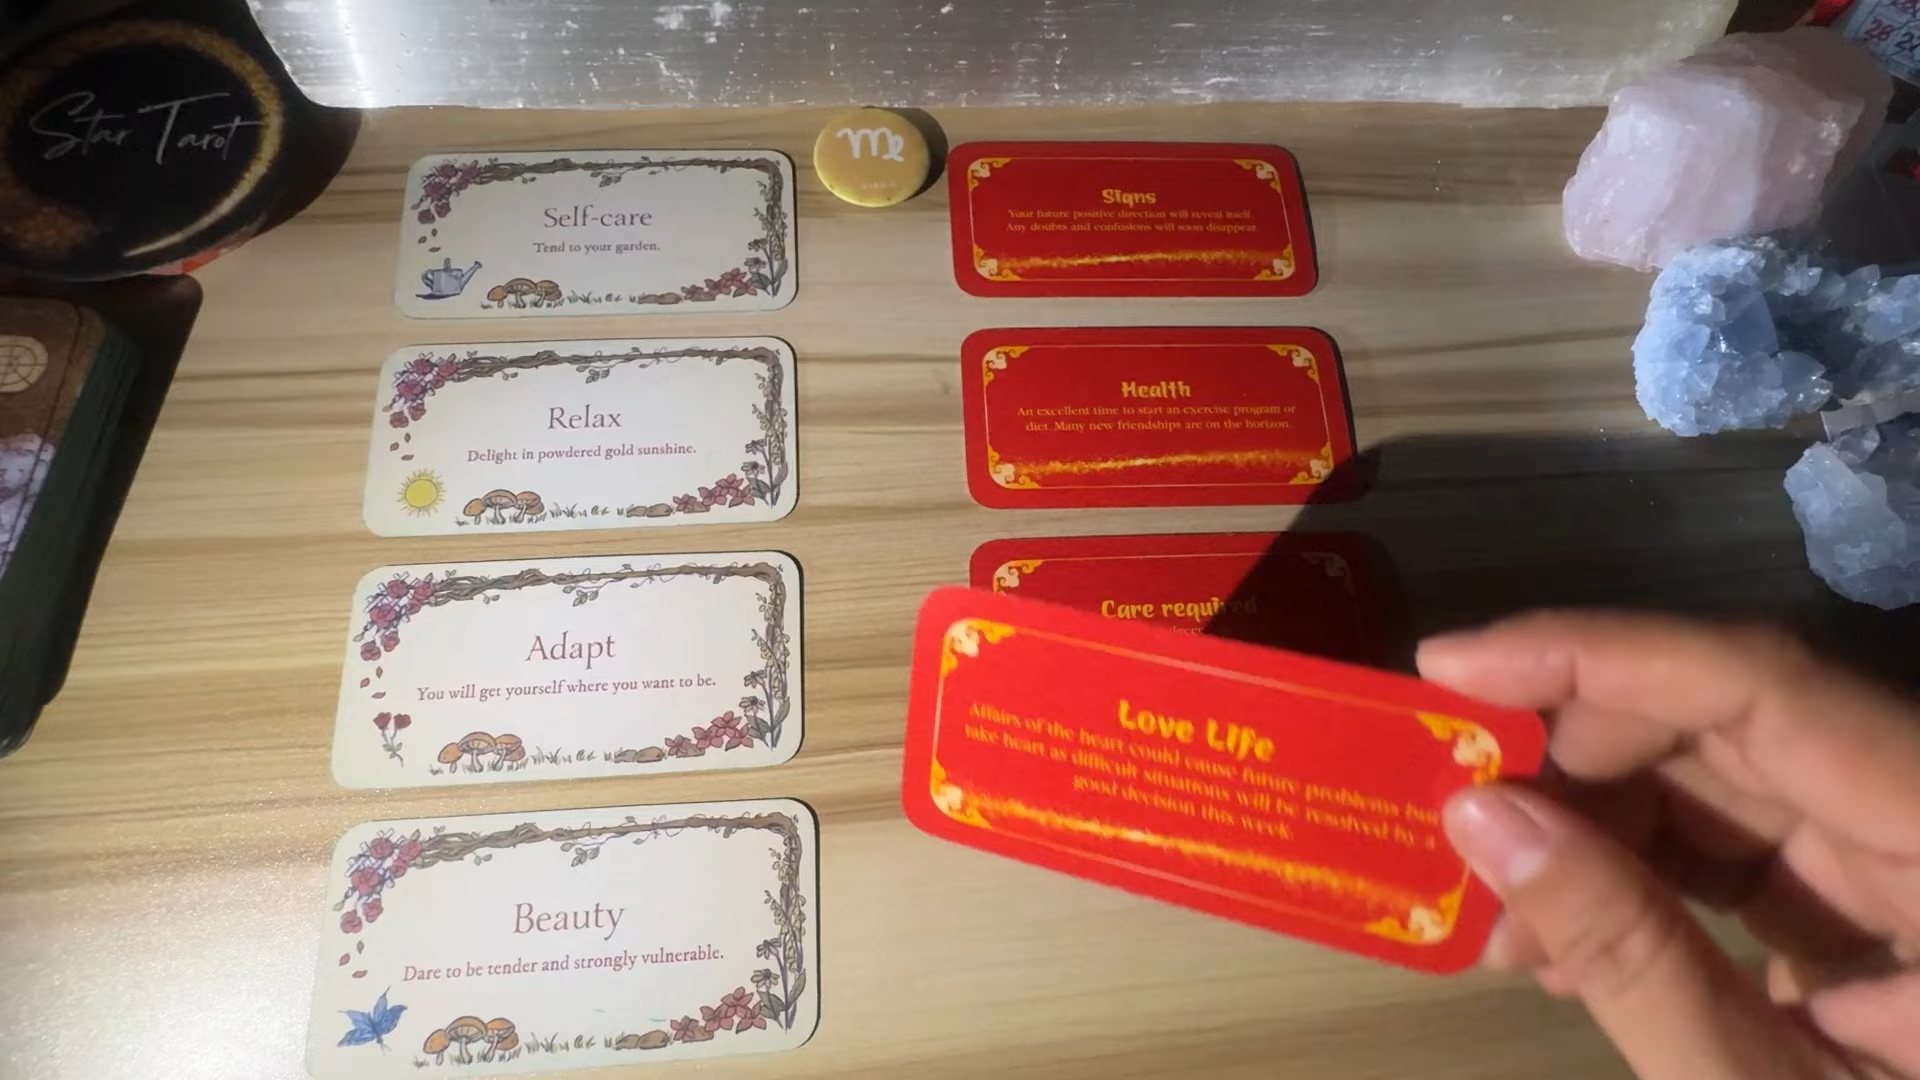 Star Tarot
Self-care
Tend to your garden.
Relax
Delight in powdered gold sunshine.
Adapt
You will get yourself where you want to be.
Beauty
Dare to be tender and strongly vulnerable.
Signs
Your future positive direction will reveal itself.
Any doubts and confusions will soon disappear
Health
An excellent time to start an exercise program or
diet. Many new friendships are on the horizon.
Care required
Love Life
Affairs of the heart could cause future problems but
take heart as difficult situations will be resolved by a
good decision this week.
28